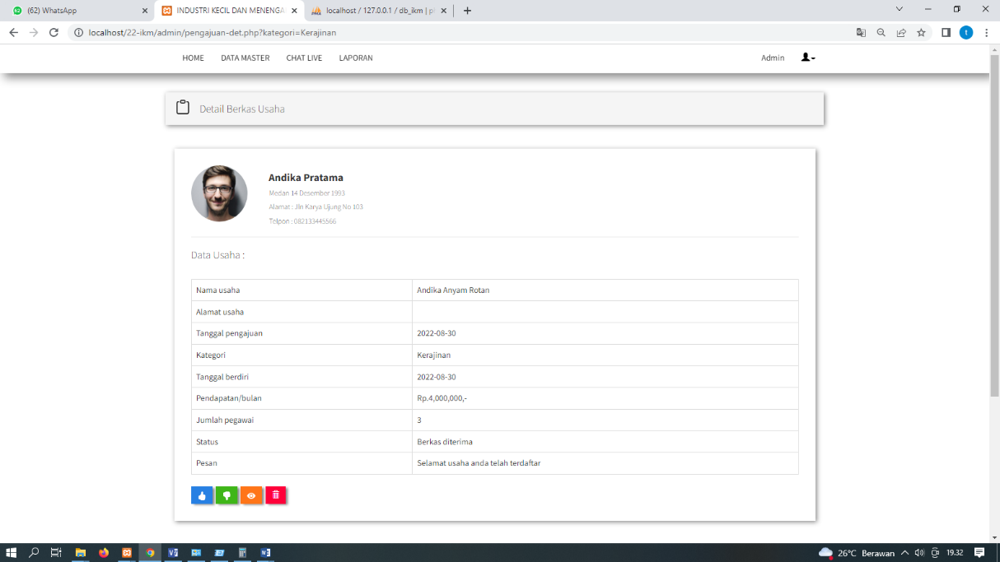 (62) WhatsApp
INDUSTRI KECIL DAN MENENGA
localhost / 127.0.0.1 / db_ikm | p
localhost/22-ikm/admin/pengajuan-det.php?kategori=Kerajinan
t
HOME DATA MASTER CHAT LIVE LAPORAN Admin
Detail Berkas Usaha
Andika Pratama
Medan 14 Desember 1993
Alamat : Jln Karya Ujung No 103
Telpon : 082133445566
Data Usaha :
Nama usaha Andika Anyam Rotan
Alamat usaha
Tanggal pengajuan 2022-08-30
Kategori Kerajinan
Tanggal berdiri 2022-08-30
Pendapatan/bulan Rp.4,000,000,-
Jumlah pegawai 3
Status Berkas diterima
Pesan Selamat usaha anda telah terdaftar
26°C Berawan 19.32